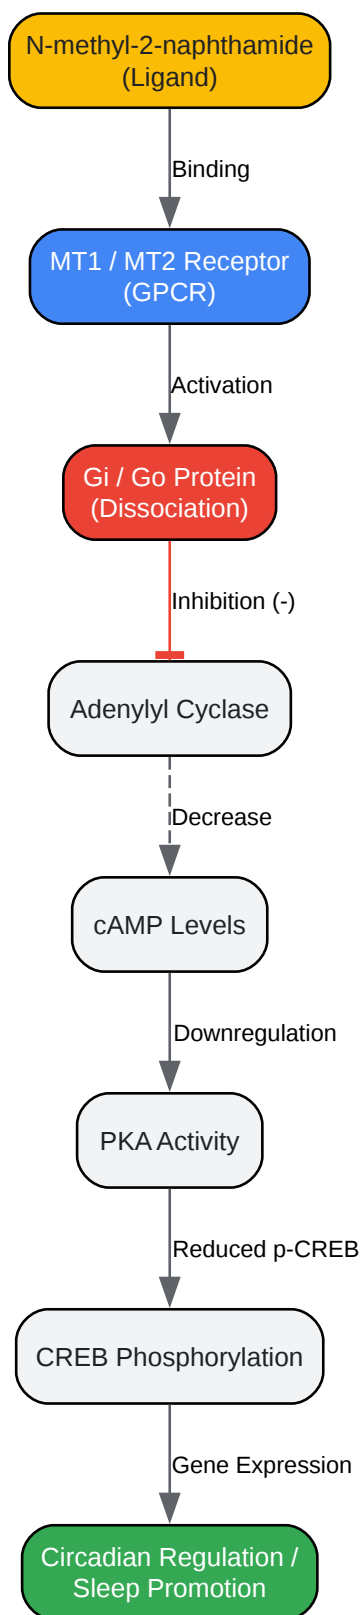 N-methyl-2-naphthamide
(Ligand)
Binding
MT1 / MT2 Receptor
(GPCR)
Activation
Gi / Go Protein
(Dissociation)
Inhibition (-)
Adenylyl Cyclase
Decrease
cAMP Levels
Downregulation
PKA Activity
Reduced p-CREB
CREB Phosphorylation
Gene Expression
Circadian Regulation /
Sleep Promotion